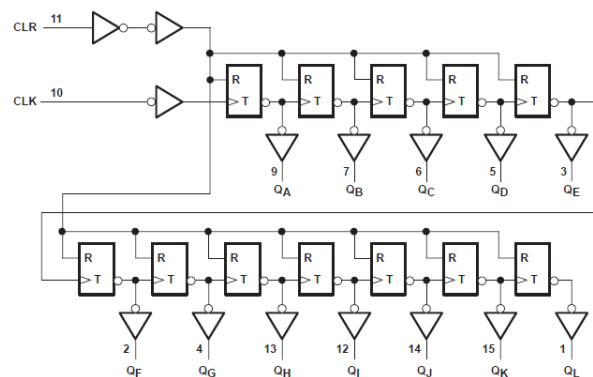 CLR 11
R R R R R
CLK 10
T T T T T
9 7 6 5 3
QA QB QC QD QE
R R R R R R R
T T T T T T T
2 4 13 12 14 15 1
QF QG QH QI QJ QK QL